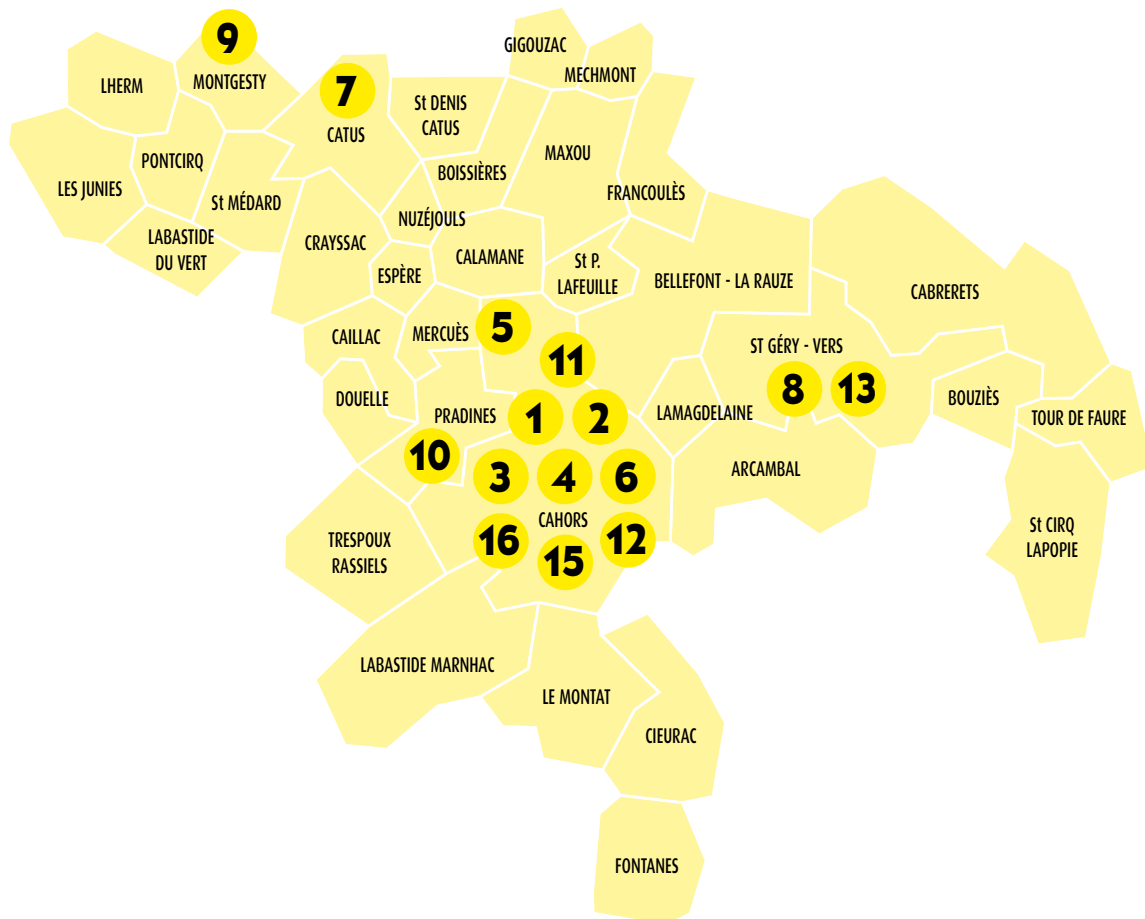 9
GIGOUZAC
MECHMONT
LHERM
MONTGESTY
7
St DENIS
CATUS
CATUS
MAXOU
PONTCIRQ
BOISSIÈRES
LES JUNIES
St MÉDARD
FRANCOULÈS
NUZÉJOULS
LABASTIDE
DU VERT
CRAYSSAC
CALAMANE
ESPÈRE
St P.
LAFEUILLE
BELLEFONT - LA RAUZE
CABRERETS
CAILLAC
MERCUÈS
5
11
ST GÉRY - VERS
8
13
DOUELLE
PRADINES
1
2
LAMAGDELAINE
BOUZIÈS
TOUR DE FAURE
10
3
4
6
ARCAMBAL
CAHORS
16
15
12
St CIRQ
LAPOPIE
TRESPOUX
RASSIELS
LABASTIDE MARNHAC
LE MONTAT
CIEURAC
FONTANES